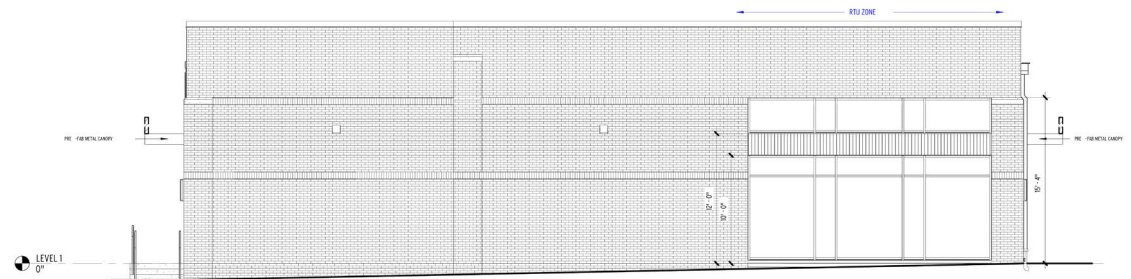 RTU ZONE
PRE -FAB METAL CANOPY
PRE -FAB METAL CANOPY
12' - 0"
10' - 0"
15' - 4"
LEVEL 1
0"